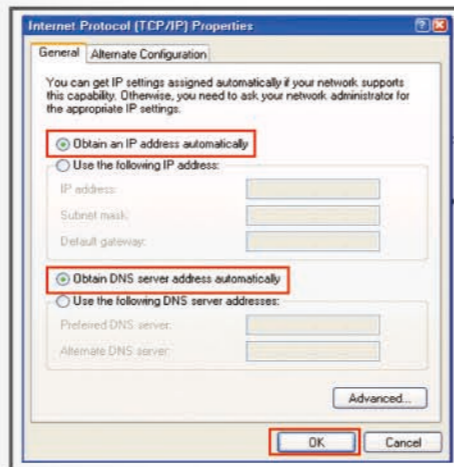 Internet Protocol (TCP/IP) Properties
General
Alternate Configuration
You can get IP settings assigned automatically if your network supports
this capability. Otherwise, you need to ask your network administrator for
the appropriate IP settings.
Obtain an IP address automatically
Use the following IP address:
IP address:
Subnet mask:
Default gateway:
Obtain DNS server address automatically
Use the following DNS server addresses:
Preferred DNS server:
Alternate DNS server:
Advanced...
OK
Cancel